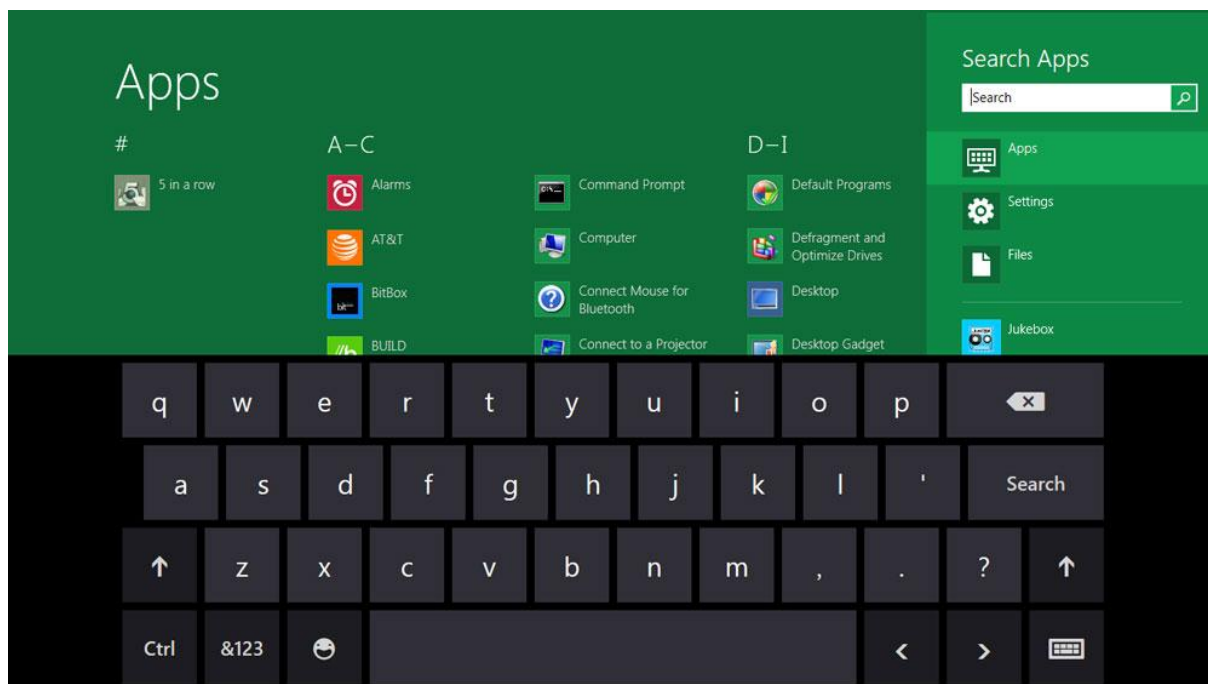 Apps
Search Apps
Search
#
5 in a row
A–C
Alarms
AT&T
BitBox
BUILD
Command Prompt
Computer
Connect Mouse for
Bluetooth
Connect to a Projector
D–I
Default Programs
Defragment and
Optimize Drives
Desktop
Desktop Gadget
Apps
Settings
Files
Jukebox
q w e r t y u i o p
a s d f g h j k l ' Search
z x c v b n m , . ?
Ctrl &123 < >